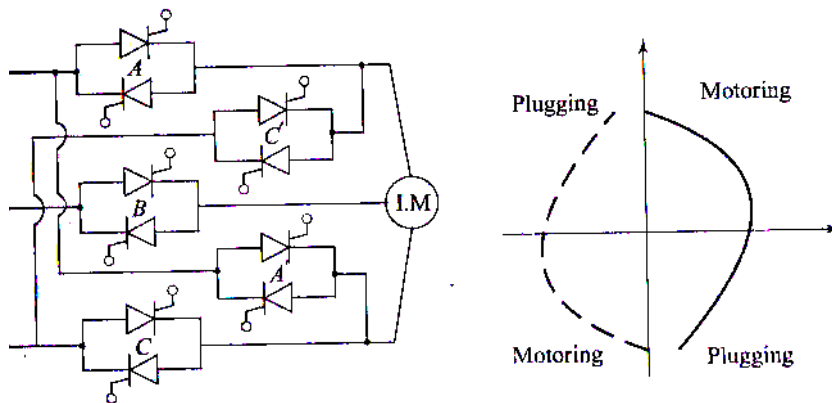 A
C'
B
I.M
A'
C
Plugging
Motoring
Motoring
Plugging